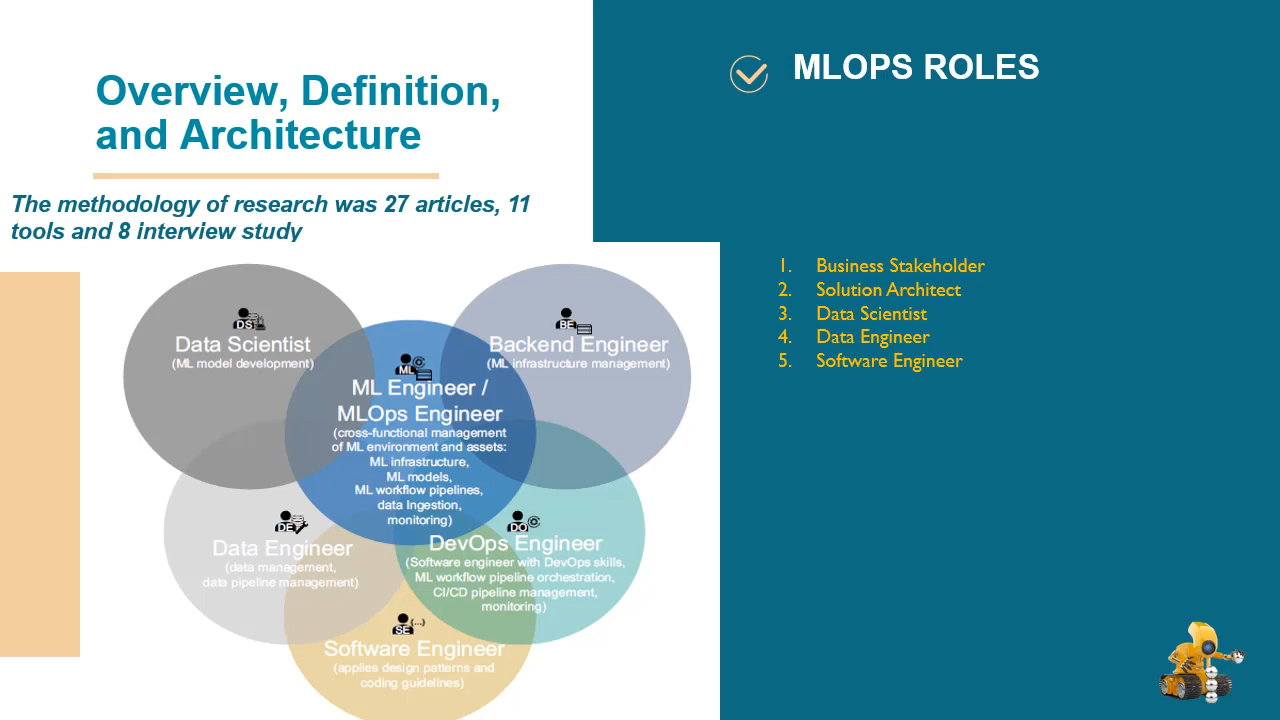 Overview, Definition,
and Architecture
The methodology of research was 27 articles, 11
tools and 8 interview study
MLOPS ROLES
1. Business Stakeholder
2. Solution Architect
3. Data Scientist
4. Data Engineer
5. Software Engineer
DS
Data Scientist
(ML model development)
BE
Backend Engineer
(ML infrastructure management)
ML
ML Engineer /
MLOps Engineer
(cross-functional management
of ML environment and assets:
ML infrastructure,
ML models,
ML workflow pipelines,
data Ingestion,
monitoring)
DE
Data Engineer
(data management,
data pipeline management)
DO
DevOps Engineer
(Software engineer with DevOps skills,
ML workflow pipeline orchestration,
CI/CD pipeline management,
monitoring)
SE {...}
Software Engineer
(applies design patterns and
coding guidelines)